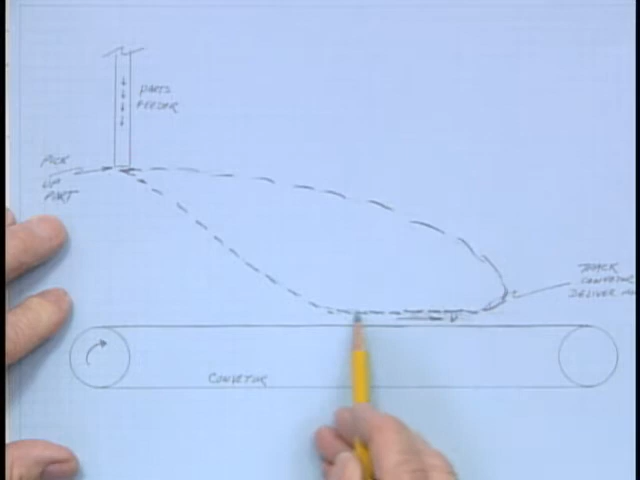 PARTS
FEEDER
PICK
UP
PART
TRACK
CONVEYOR
DELIVER
CONVEYOR